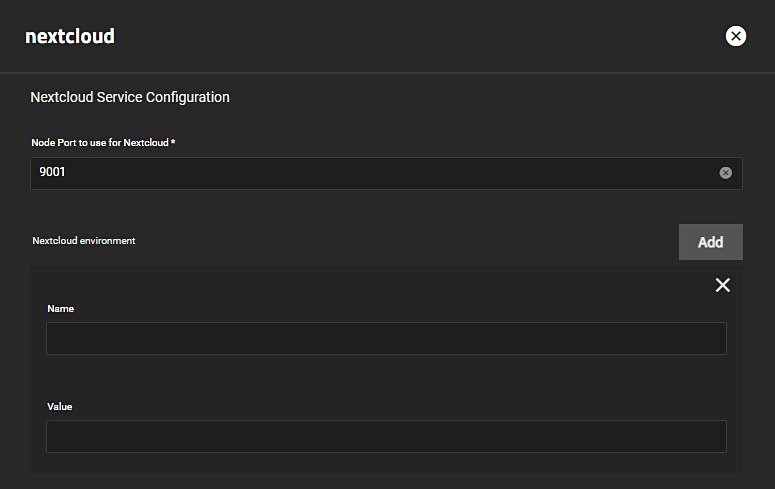 nextcloud
Nextcloud Service Configuration
Node Port to use for Nextcloud *
9001
Nextcloud environment
Add
Name
Value